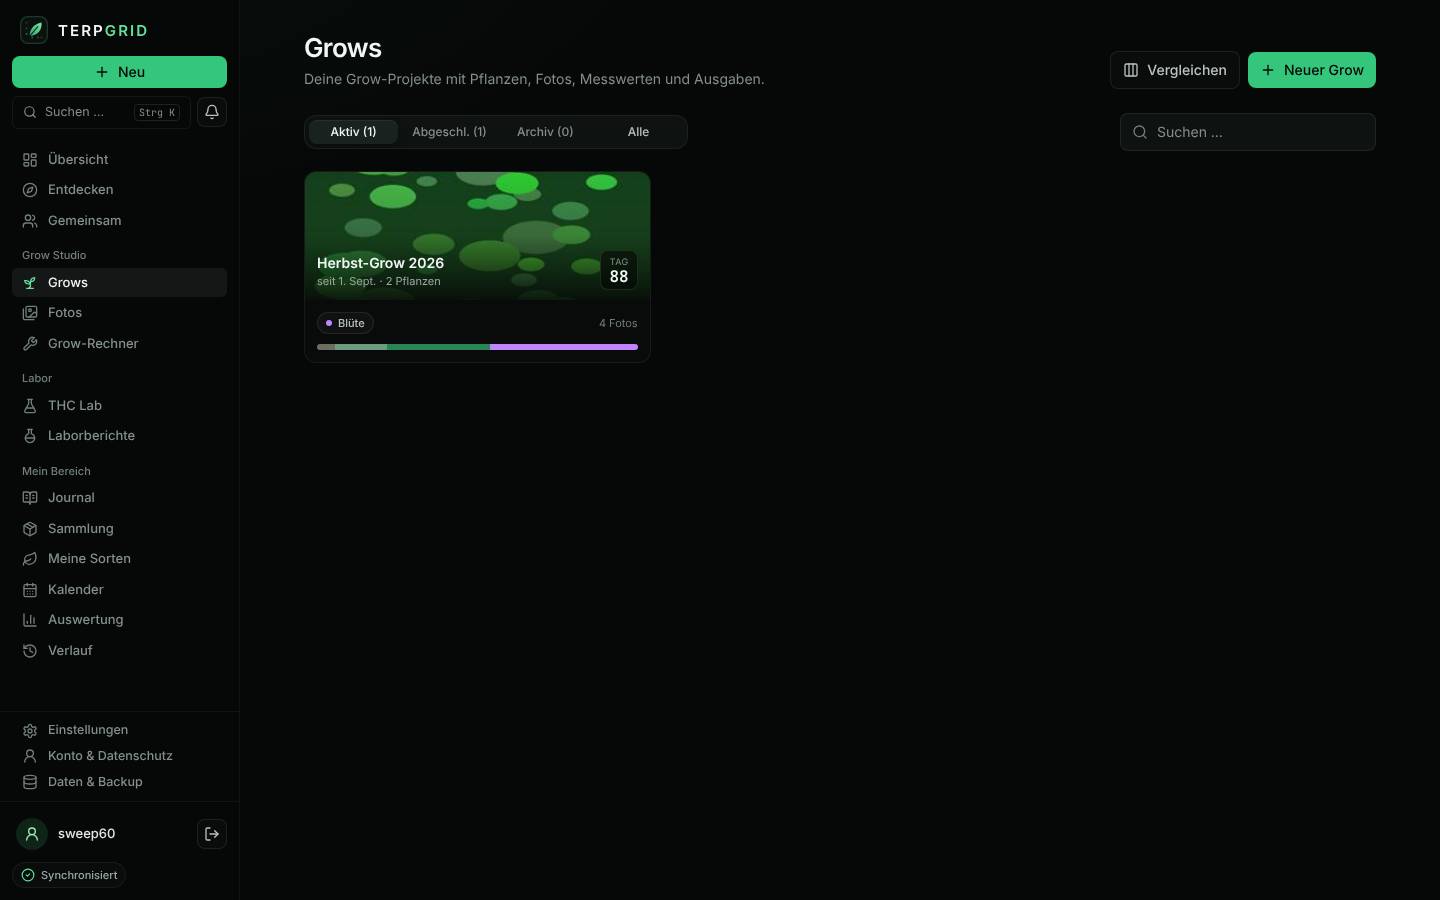 TERPGRID
Neu
Suchen ...
Strg K
Übersicht
Entdecken
Gemeinsam
Grow Studio
Grows
Fotos
Grow-Rechner
Labor
THC Lab
Laborberichte
Mein Bereich
Journal
Sammlung
Meine Sorten
Kalender
Auswertung
Verlauf
Einstellungen
Konto & Datenschutz
Daten & Backup
sweep60
Synchronisiert
Grows
Deine Grow-Projekte mit Pflanzen, Fotos, Messwerten und Ausgaben.
Vergleichen
Neuer Grow
Aktiv (1)
Abgeschl. (1)
Archiv (0)
Alle
Suchen ...
Herbst-Grow 2026
seit 1. Sept. · 2 Pflanzen
TAG
88
Blüte
4 Fotos